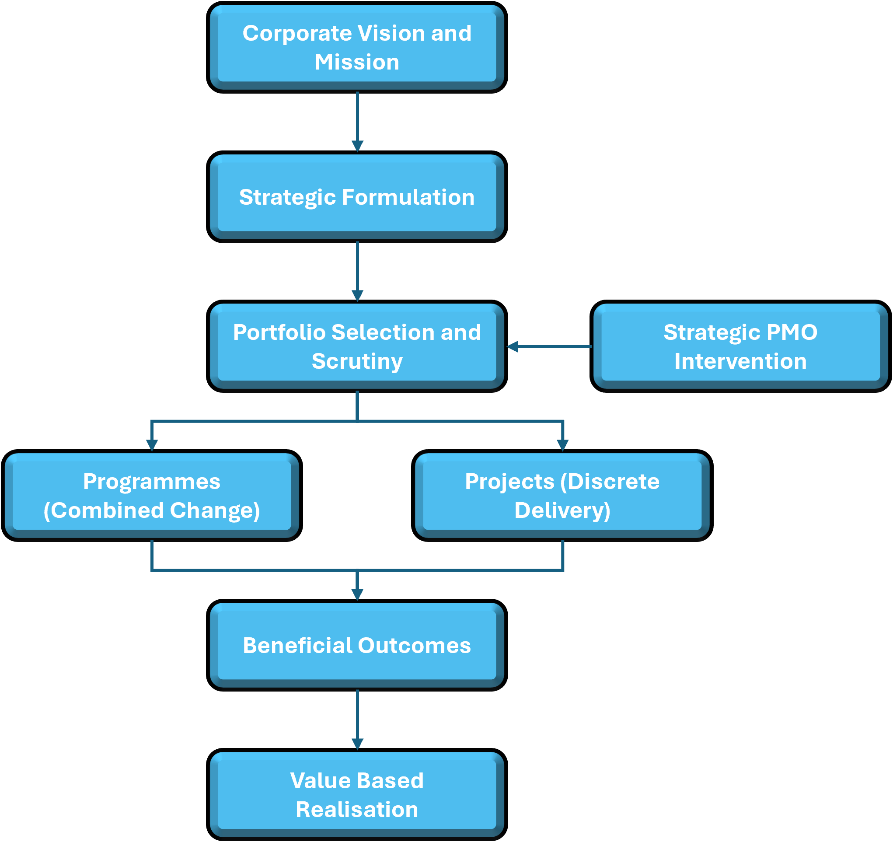 Corporate Vision and
Mission
Strategic Formulation
Portfolio Selection and
Scrutiny
Strategic PMO
Intervention
Programmes
(Combined Change)
Projects (Discrete
Delivery)
Beneficial Outcomes
Value Based
Realisation